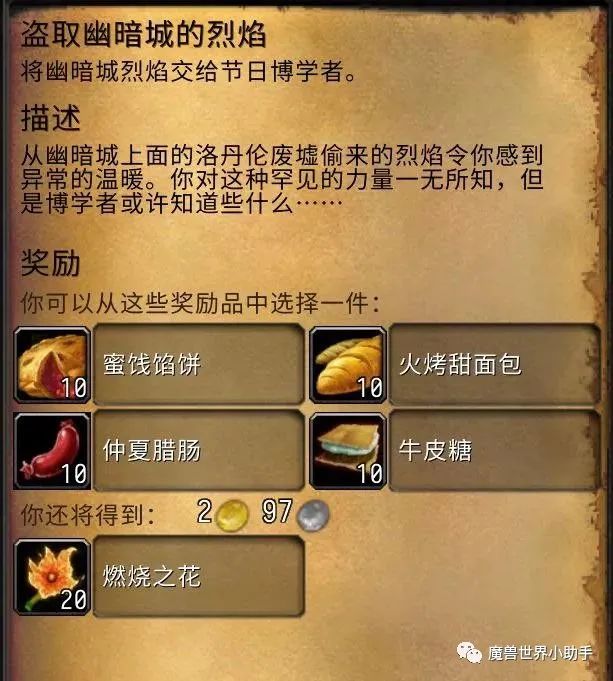 盗取幽暗城的烈焰
将幽暗城烈焰交给节日博学者。
描述
从幽暗城上面的洛丹伦废墟偷来的烈焰令你感到
异常的温暖。你对这种罕见的力量一无所知，但
是博学者或许知道些什么……
奖励
你可以从这些奖励品中选择一件：
10 蜜饯馅饼 10 火烤甜面包
10 仲夏腊肠 10 牛皮糖
你还将得到： 2 97
20 燃烧之花
魔兽世界小助手